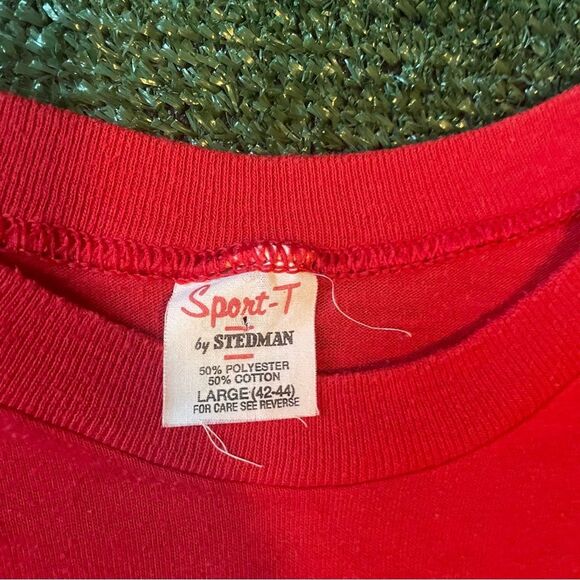 Sport-T
by STEDMAN
50% POLYESTER
50% COTTON
LARGE (42-44)
FOR CARE SEE REVERSE